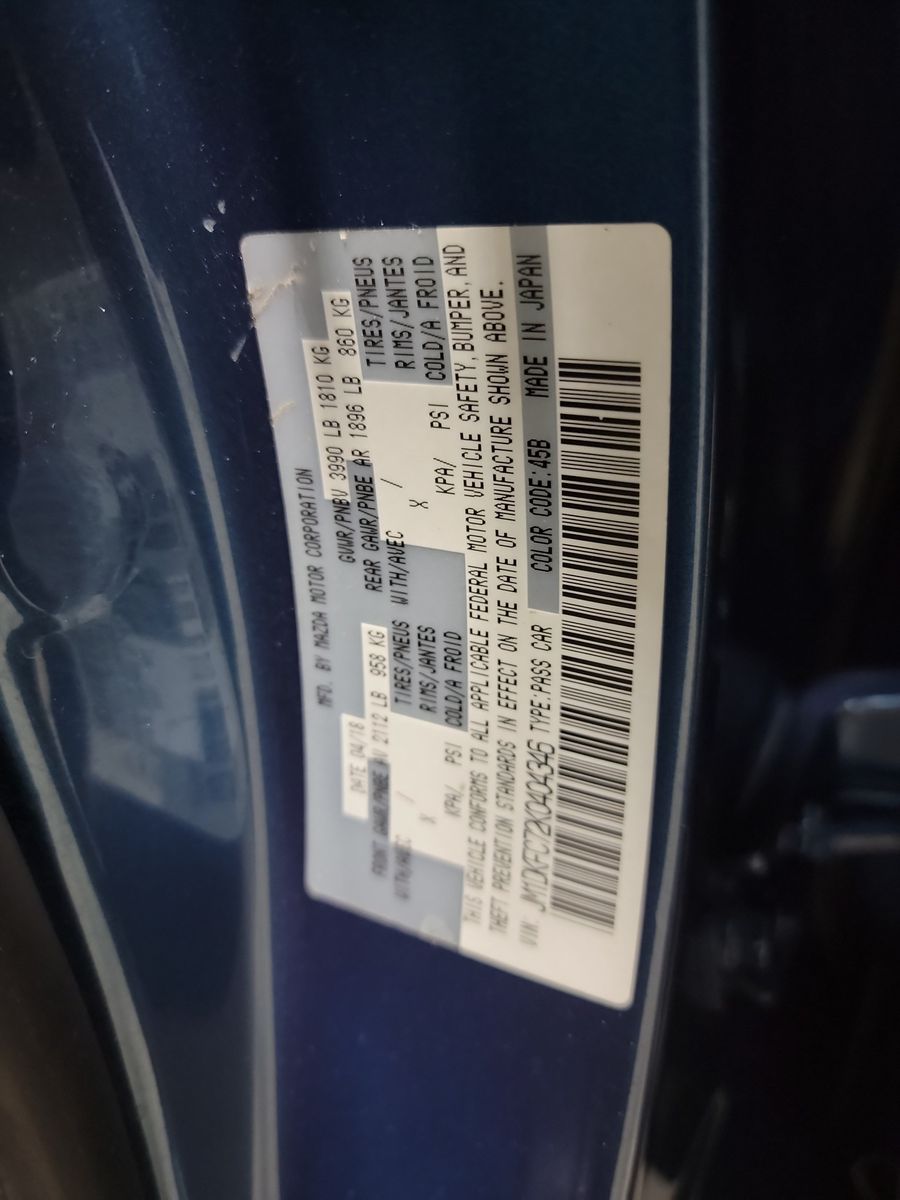 MFD. BY MAZDA MOTOR CORPORATION
DATE 04/18 GVWR/PNBV 3990 LB 1810 KG
FRONT GAWR/PNBE AV 2112 LB 958 KG REAR GAWR/PNBE AR 1896 LB 860 KG
WITH/AVEC / TIRES/PNEUS WITH/AVEC / TIRES/PNEUS
X RIMS/JANTES X RIMS/JANTES
KPA/ PSI COLD/A FROID KPA/ PSI COLD/A FROID
THIS VEHICLE CONFORMS TO ALL APPLICABLE FEDERAL MOTOR VEHICLE SAFETY, BUMPER, AND
THEFT PREVENTION STANDARDS IN EFFECT ON THE DATE OF MANUFACTURE SHOWN ABOVE.
VIN: JM1DKFC72K0404346 TYPE:PASS CAR COLOR CODE:45B MADE IN JAPAN